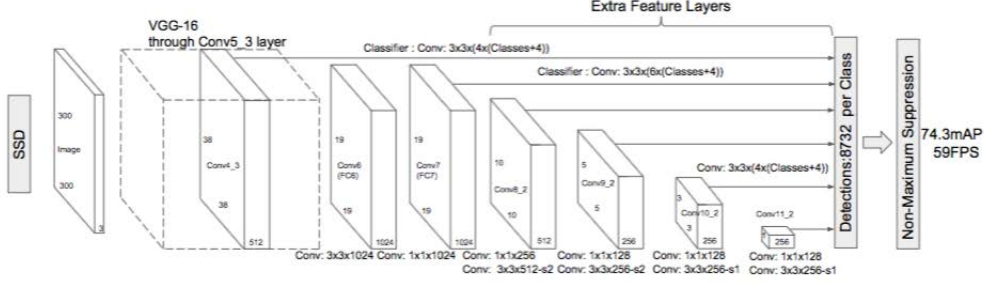 Extra Feature Layers
VGG-16
through Conv5_3 layer
Classifier : Conv: 3x3x(4x(Classes+4))
Classifier : Conv: 3x3x(6x(Classes+4))
SSD
300
Image
300
3
38
Conv4_3
38
512
19
Conv6
(FC6)
19
1024
19
Conv7
(FC7)
19
1024
10
Conv8_2
10
512
5
Conv9_2
5
256
Conv: 3x3x(4x(Classes+4))
3
Conv10_2
3
256
Conv11_2
1
256
Detections:8732 per Class
Non-Maximum Suppression
74.3mAP
59FPS
Conv: 3x3x1024
Conv: 1x1x1024
Conv: 1x1x256
Conv: 3x3x512-s2
Conv: 1x1x128
Conv: 3x3x256-s2
Conv: 1x1x128
Conv: 3x3x256-s1
Conv: 1x1x128
Conv: 3x3x256-s1